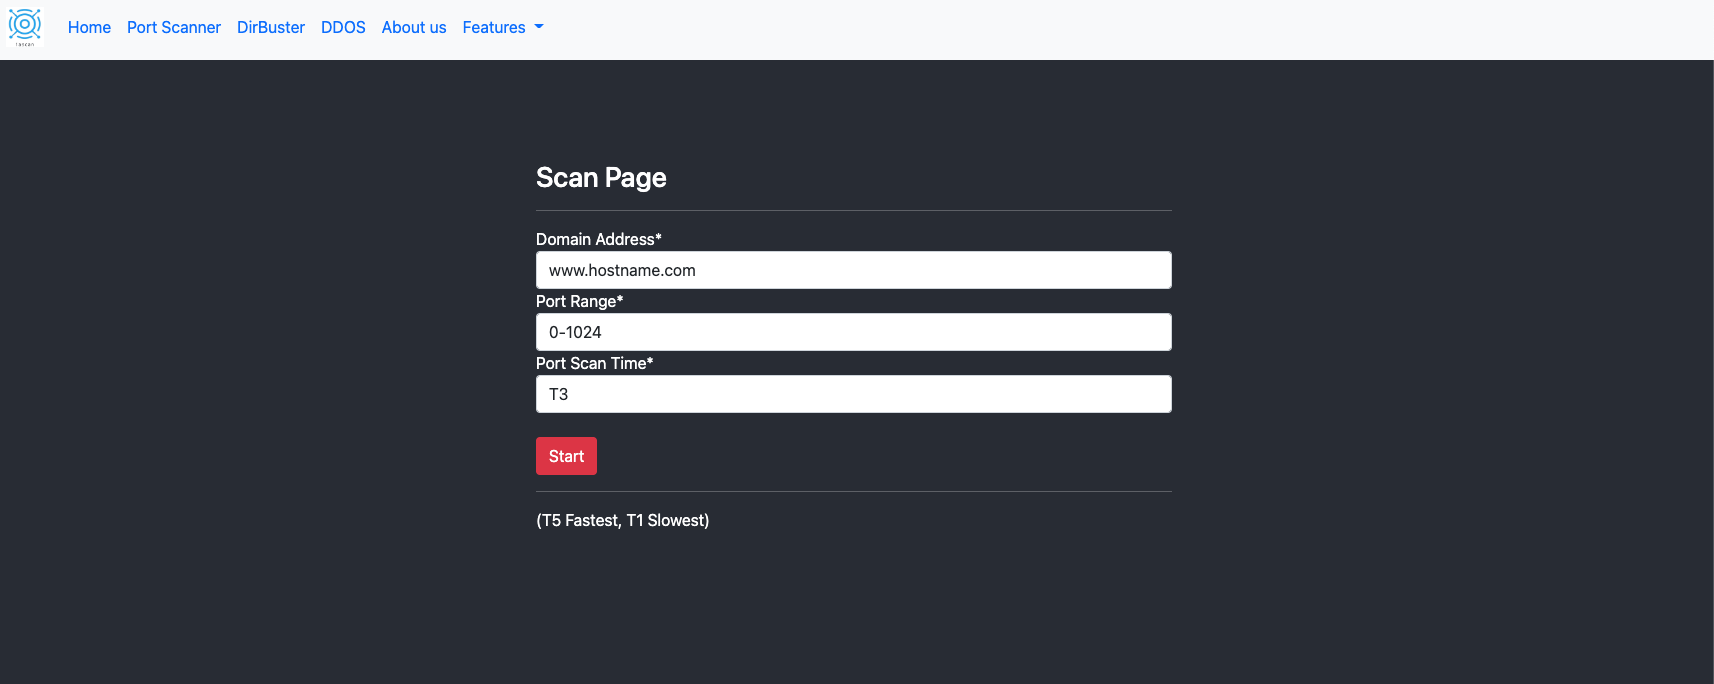 Home Port Scanner DirBuster DDOS About us Features
Scan Page
Domain Address*
www.hostname.com
Port Range*
0-1024
Port Scan Time*
T3
Start
(T5 Fastest, T1 Slowest)